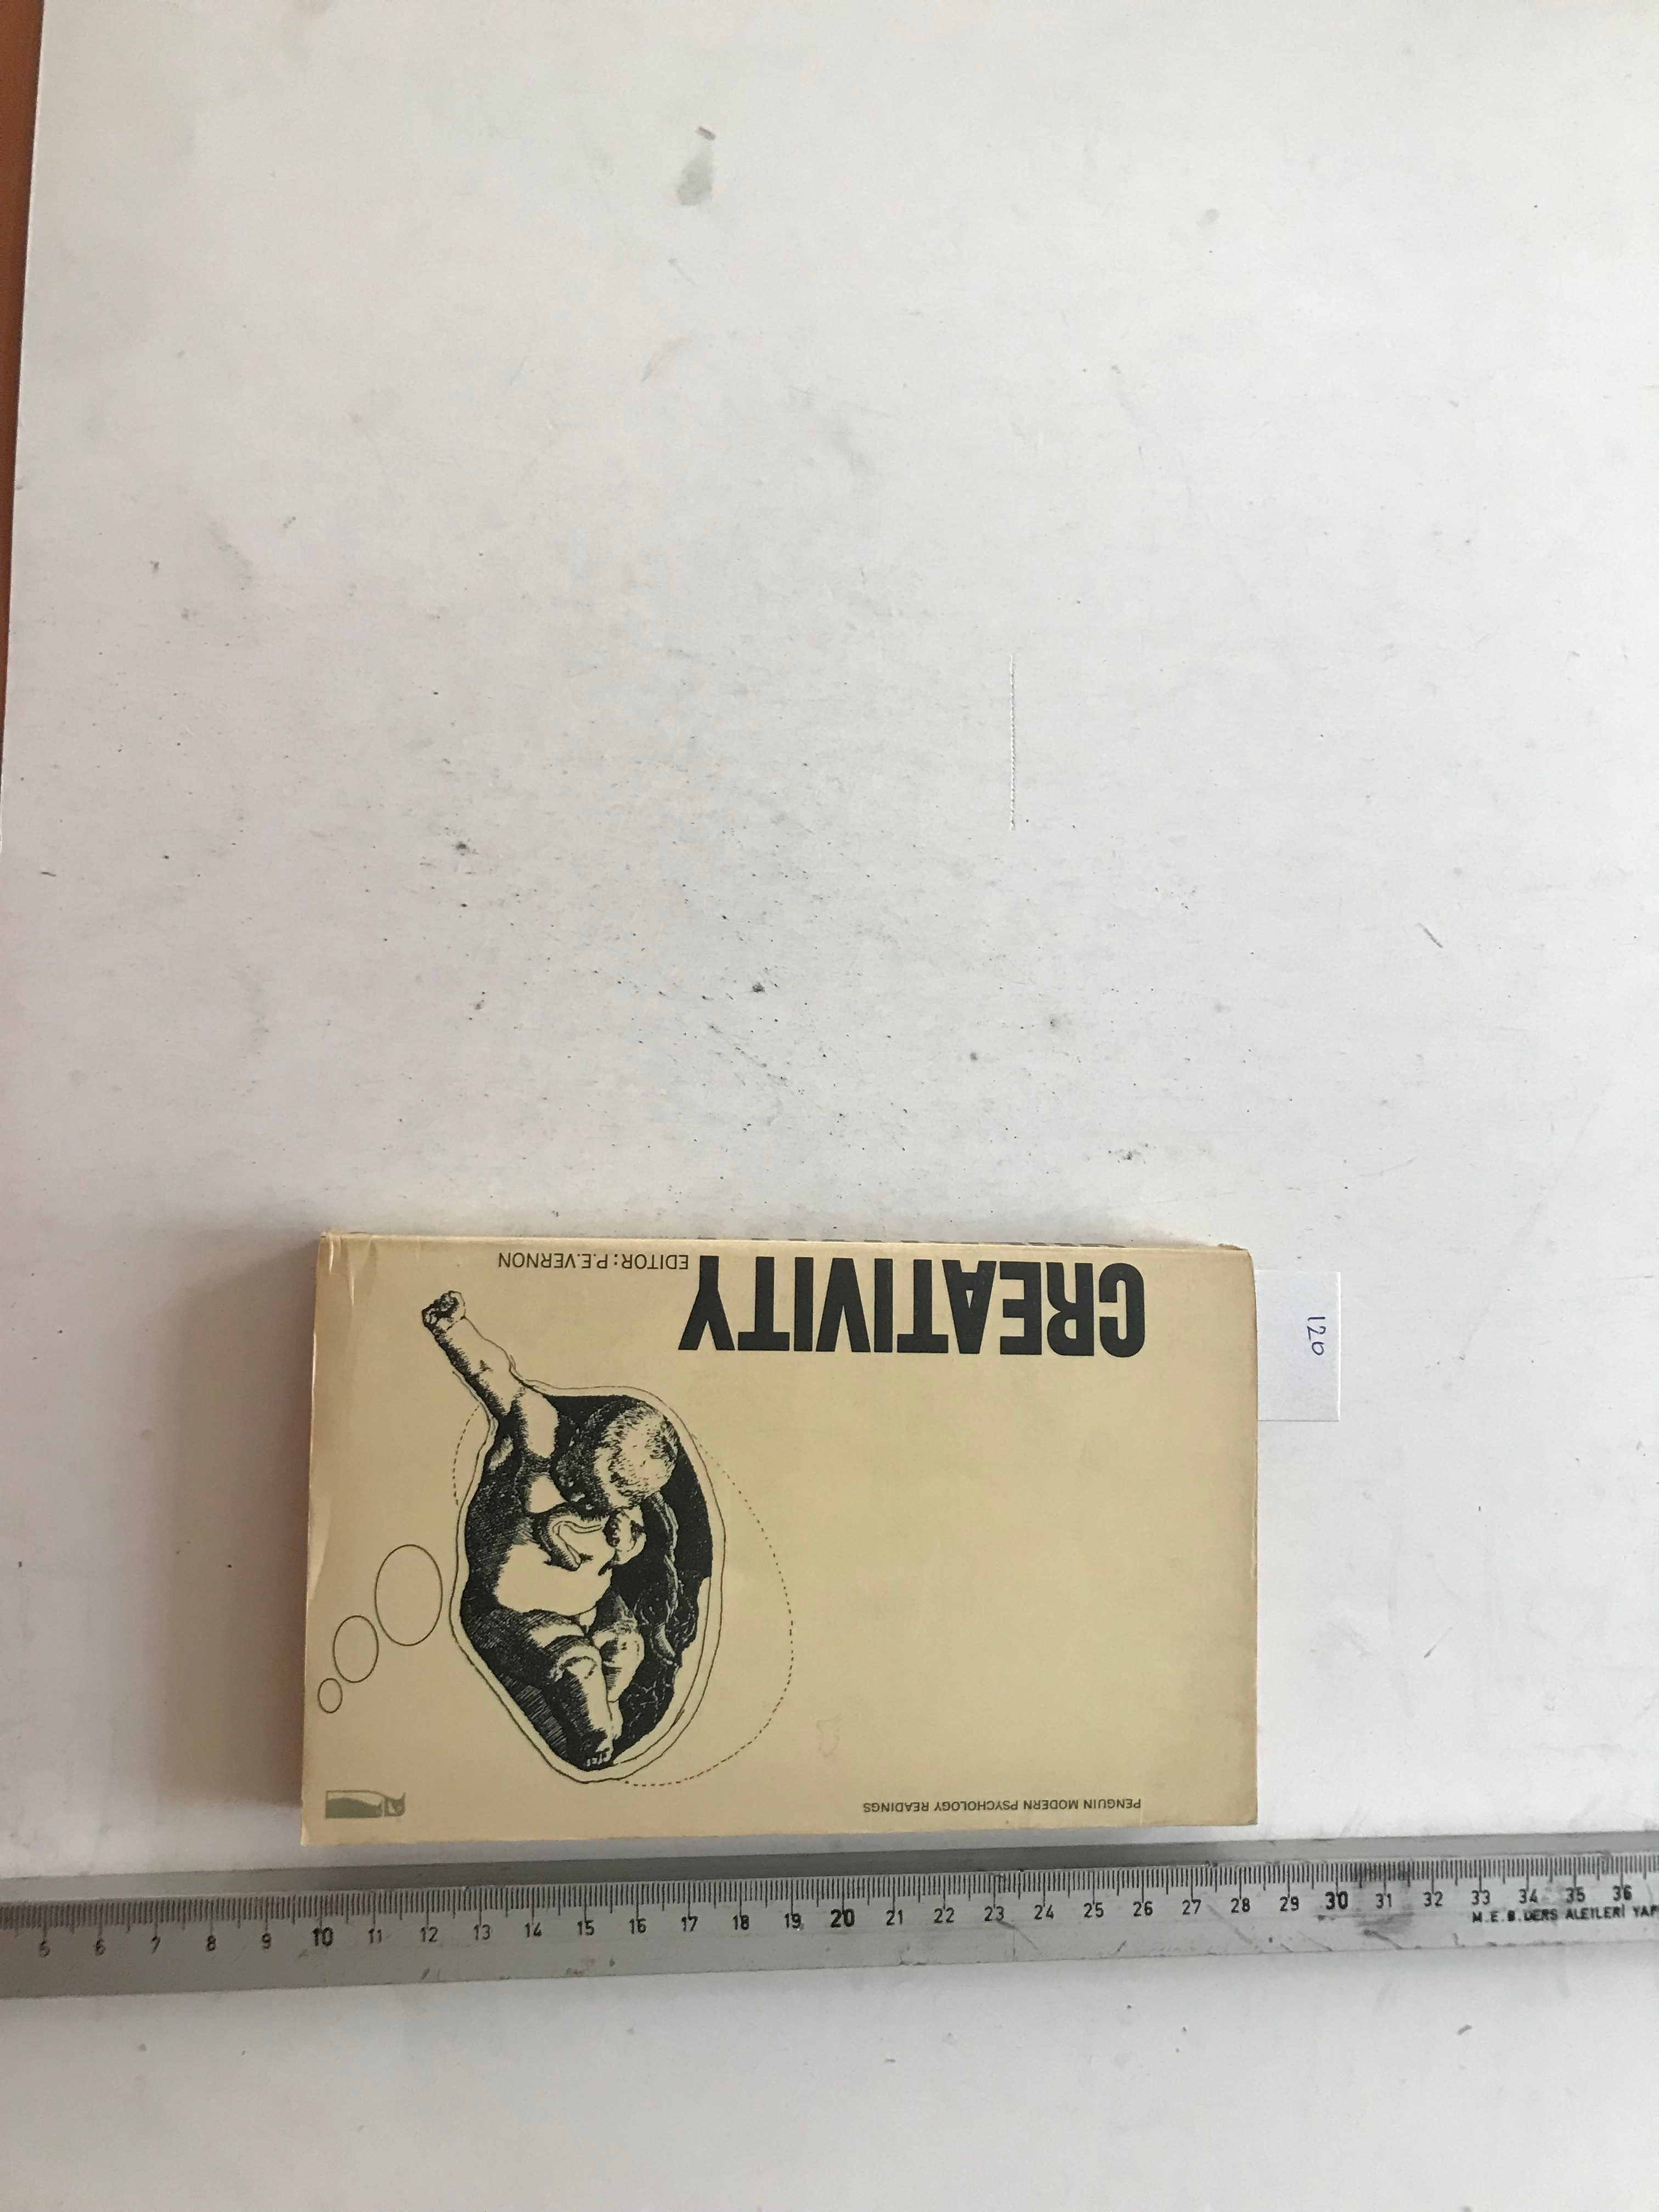 PENGUIN MODERN PSYCHOLOGY READINGS
CREATIVITY
EDITOR: P.E.VERNON
120
5 6 7 8 9 10 11 12 13 14 15 16 17 18 19 20 21 22 23 24 25 26 27 28 29 30 31 32 33 34 35 36
M.E.B. DERS ALETLERİ YAP